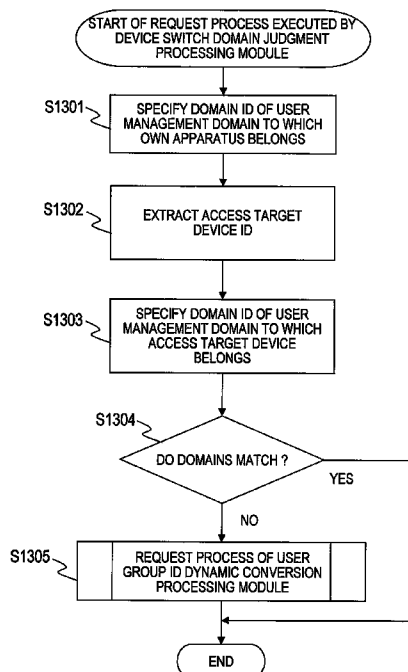 START OF REQUEST PROCESS EXECUTED BY
DEVICE SWITCH DOMAIN JUDGMENT
PROCESSING MODULE
S1301
SPECIFY DOMAIN ID OF USER
MANAGEMENT DOMAIN TO WHICH
OWN APPARATUS BELONGS
S1302
EXTRACT ACCESS TARGET
DEVICE ID
S1303
SPECIFY DOMAIN ID OF USER
MANAGEMENT DOMAIN TO WHICH
ACCESS TARGET DEVICE
BELONGS
S1304
DO DOMAINS MATCH ?
YES
NO
S1305
REQUEST PROCESS OF USER
GROUP ID DYNAMIC CONVERSION
PROCESSING MODULE
END